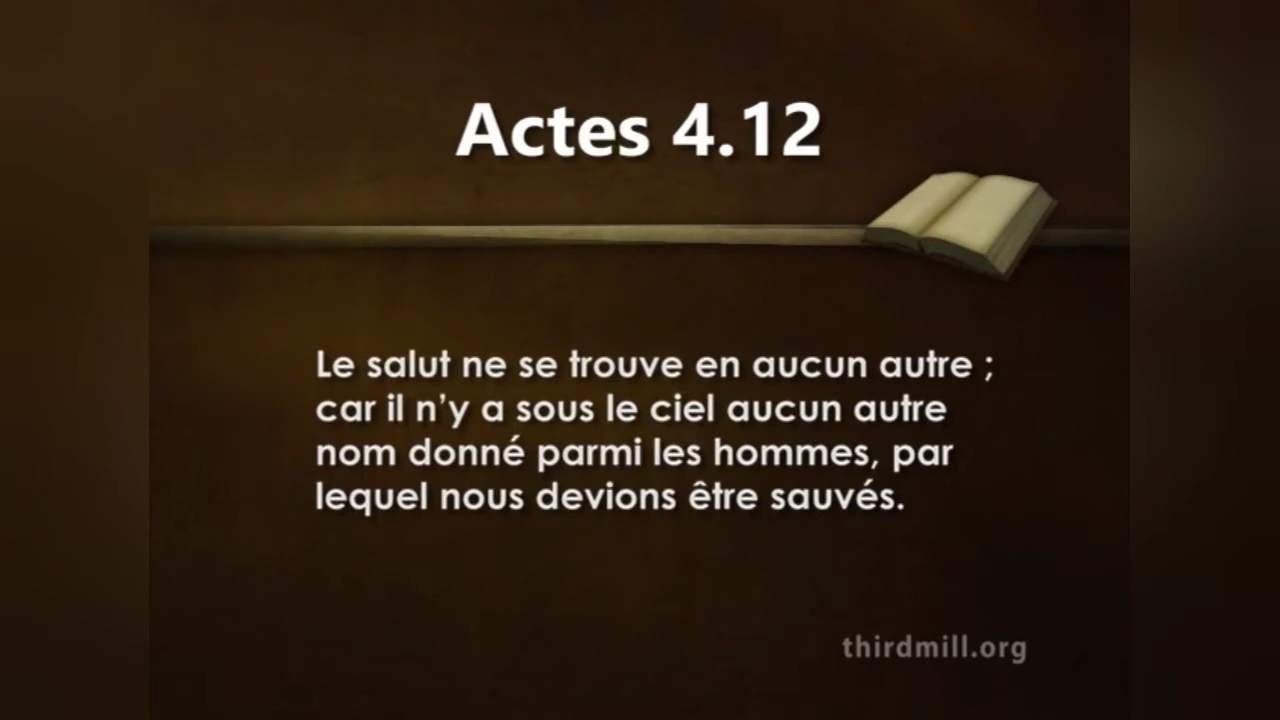 Actes 4.12
Le salut ne se trouve en aucun autre ;
car il n’y a sous le ciel aucun autre
nom donné parmi les hommes, par
lequel nous devions être sauvés.
thirdmill.org